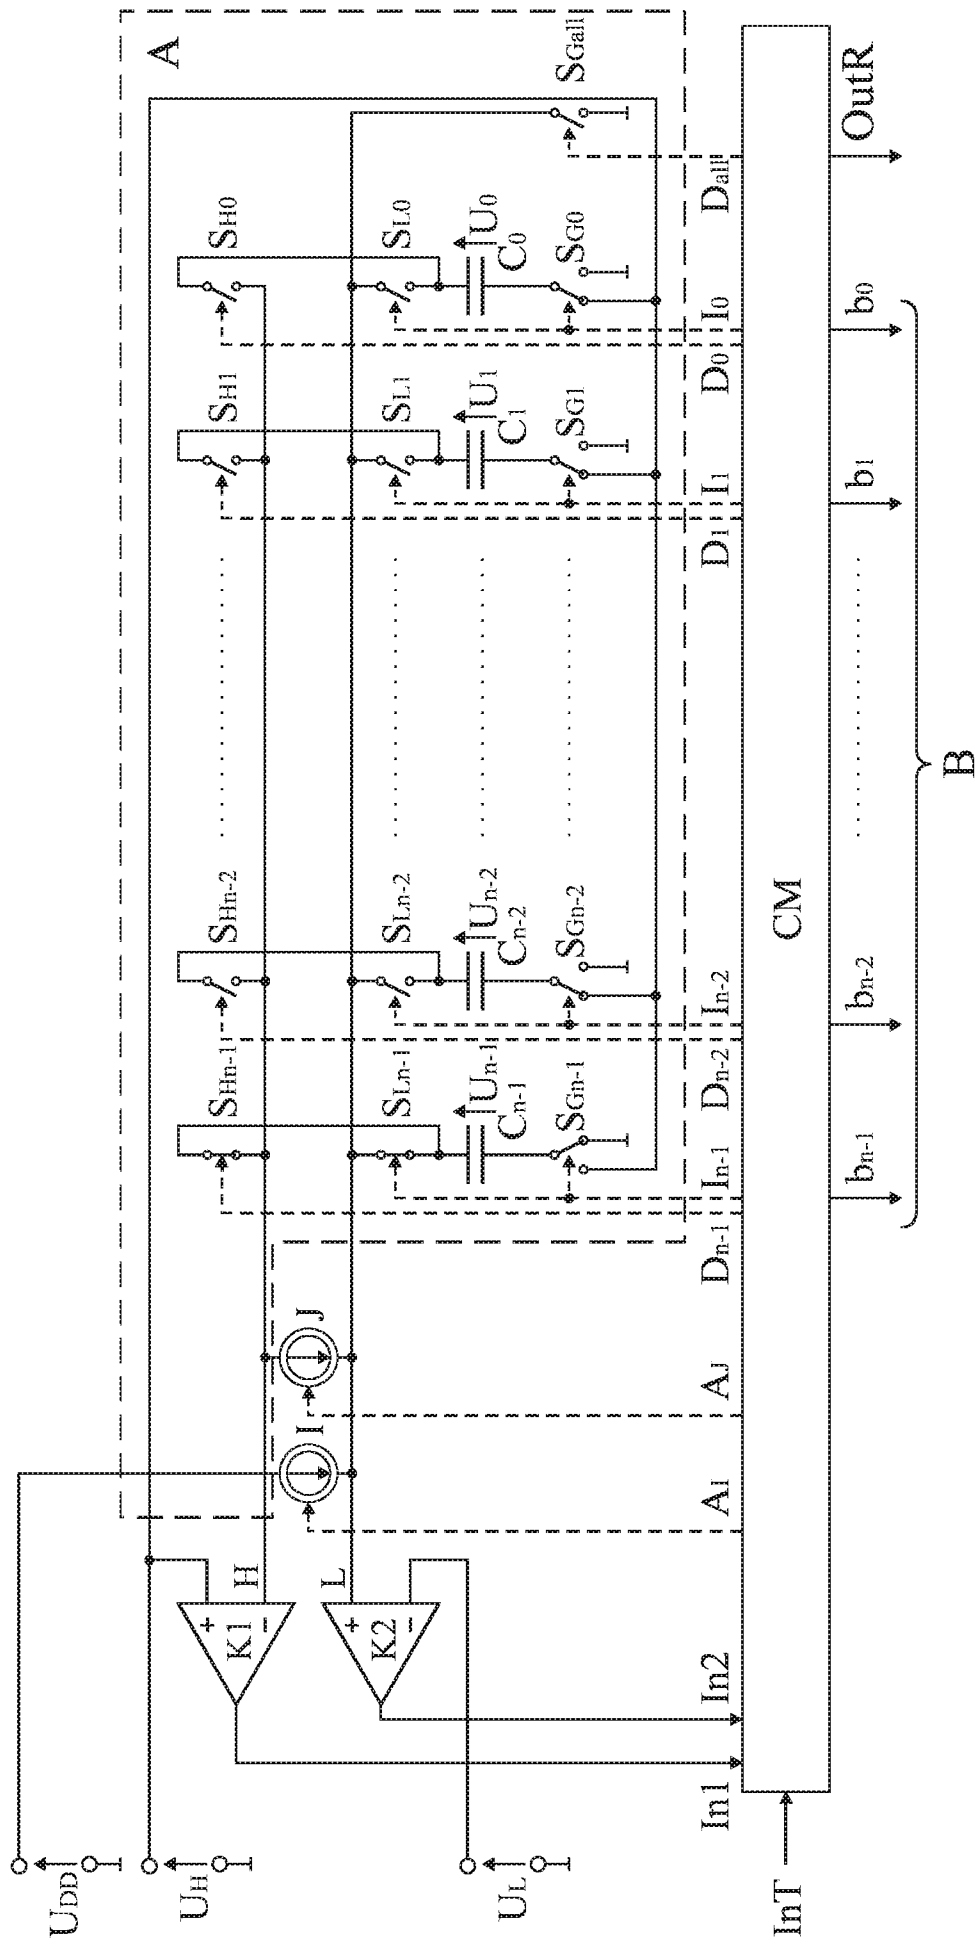 A
UDD
UH
UL
K1
+
–
H
K2
+
–
L
I
J
SHn-1
SHn-2
SH1
SH0
SLn-1
SLn-2
SL1
SL0
Un-1
Cn-1
Un-2
Cn-2
U1
C1
U0
C0
SGn-1
SGn-2
SG1
SG0
SGall
In1
In2
AI
AJ
Dn-1
In-1
Dn-2
In-2
D1
I1
D0
I0
Dall
InT
CM
bn-1
bn-2
b1
b0
OutR
B